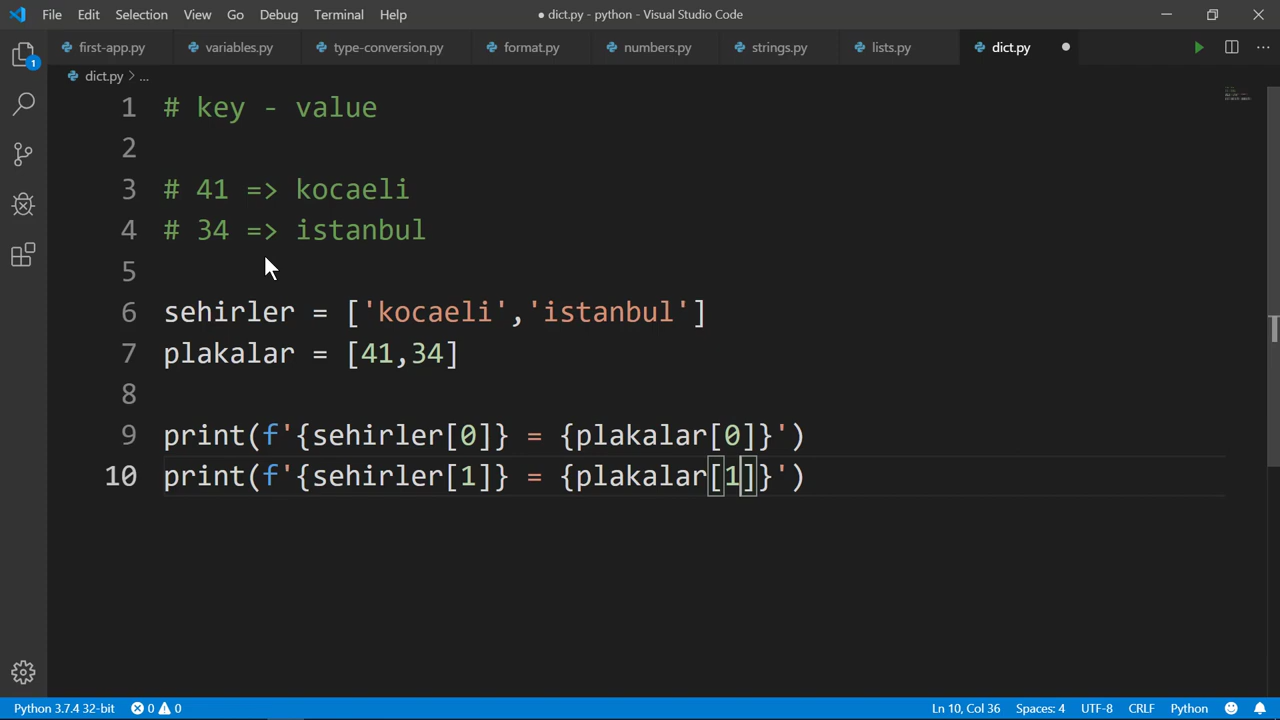 File Edit Selection View Go Debug Terminal Help ● dict.py - python - Visual Studio Code
first-app.py variables.py type-conversion.py format.py numbers.py strings.py lists.py dict.py ●
1
dict.py > ...
1 # key - value
2
3 # 41 => kocaeli
4 # 34 => istanbul
5
6 sehirler = ['kocaeli','istanbul']
7 plakalar = [41,34]
8
9 print(f'{sehirler[0]} = {plakalar[0]}')
10 print(f'{sehirler[1]} = {plakalar[1]}')
Python 3.7.4 32-bit 0 0 Ln 10, Col 36 Spaces: 4 UTF-8 CRLF Python